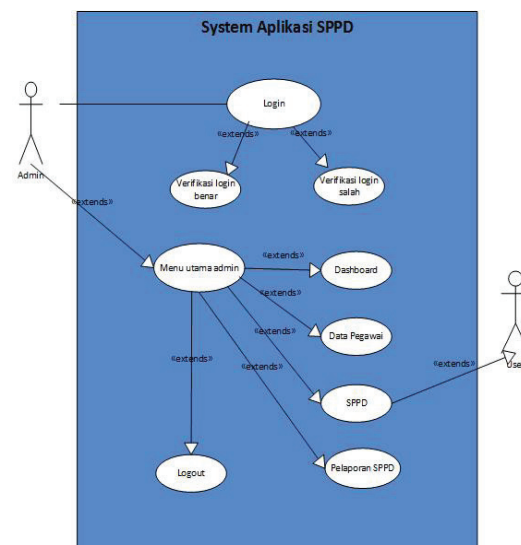 System Aplikasi SPPD
Login
«extends»
«extends»
Admin
Verifikasi login
benar
Verifikasi login
salah
«extends»
Menu utama admin
«extends»
Dashboard
«extends»
Data Pegawai
«extends»
«extends»
«extends»
SPPD
«extends»
User
Logout
Pelaporan SPPD